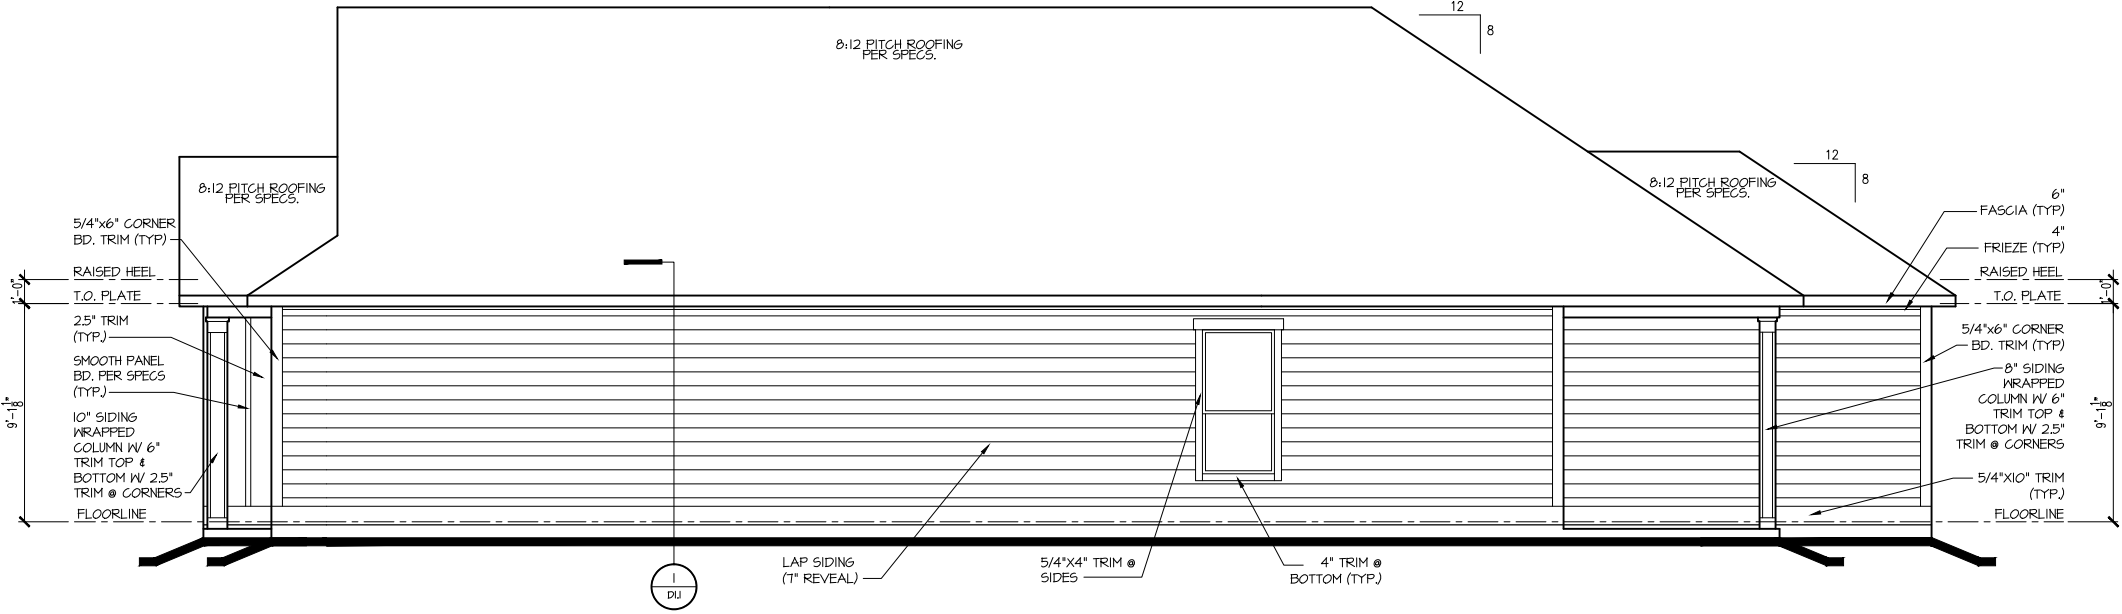 12
8
8:12 PITCH ROOFING
PER SPECS.
12
8
8:12 PITCH ROOFING
PER SPECS.
8:12 PITCH ROOFING
PER SPECS.
5/4"x6" CORNER
BD. TRIM (TYP)
RAISED HEEL
1'-0"
T.O. PLATE
2.5" TRIM
(TYP.)
SMOOTH PANEL
BD. PER SPECS
(TYP.)
9'-1 1/8"
10" SIDING
WRAPPED
COLUMN W/ 6"
TRIM TOP &
BOTTOM W/ 2.5"
TRIM @ CORNERS
FLOORLINE
6"
FASCIA (TYP)
4"
FRIEZE (TYP)
RAISED HEEL
1'-0"
T.O. PLATE
5/4"x6" CORNER
BD. TRIM (TYP)
8" SIDING
WRAPPED
COLUMN W/ 6"
TRIM TOP &
BOTTOM W/ 2.5"
TRIM @ CORNERS
9'-1 1/8"
5/4"X10" TRIM
(TYP.)
FLOORLINE
1
D1.1
LAP SIDING
(7" REVEAL)
5/4"X4" TRIM @
SIDES
4" TRIM @
BOTTOM (TYP.)